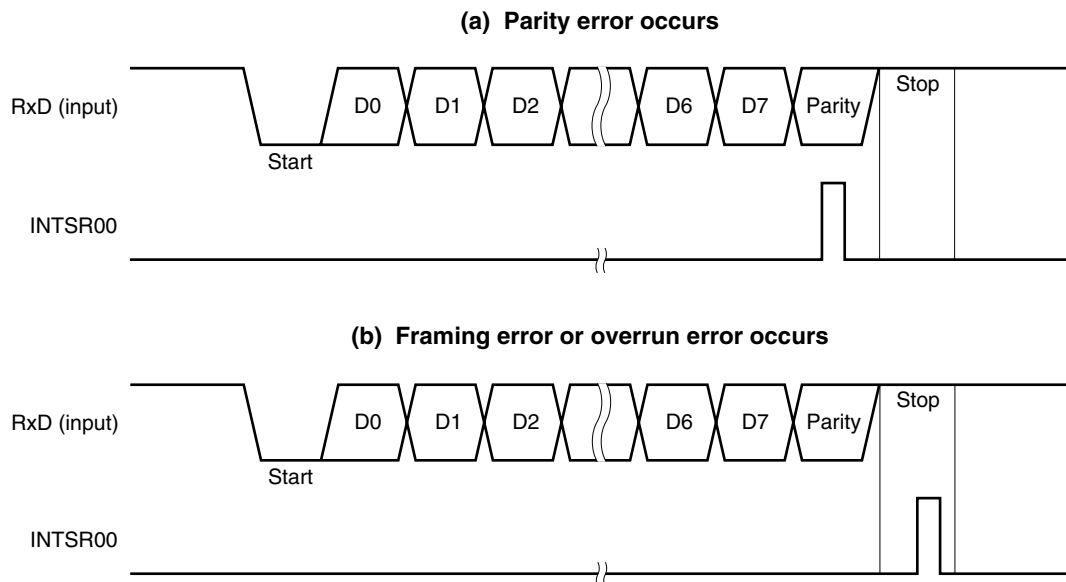 (a) Parity error occurs
RxD (input) D0 D1 D2 D6 D7 Parity Stop
Start
INTSR00
(b) Framing error or overrun error occurs
RxD (input) D0 D1 D2 D6 D7 Parity Stop
Start
INTSR00